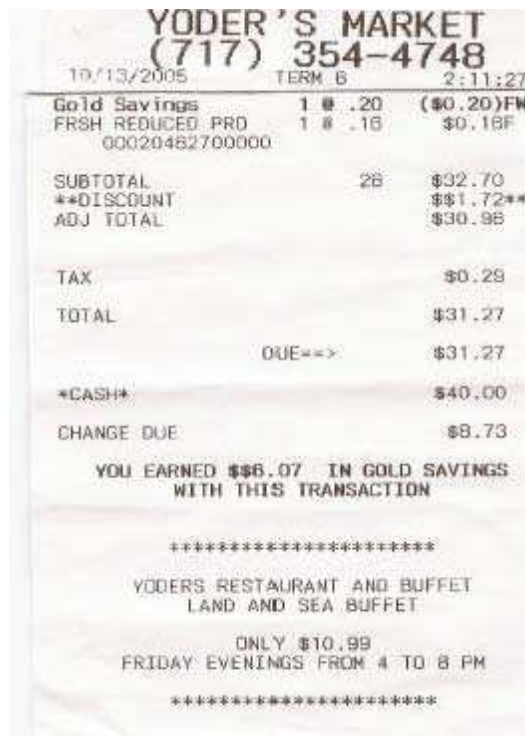 YODER'S MARKET
(717) 354-4748
10/13/2005 TERM 6 2:11:27
Gold Savings 1 @ .20 ($0.20)FW
FRSH REDUCED PRD 1 @ .16 $0.16F
00020462700000
SUBTOTAL 26 $32.70
**DISCOUNT $$1.72**
ADJ TOTAL $30.98
TAX $0.29
TOTAL $31.27
DUE==> $31.27
*CASH* $40.00
CHANGE DUE $8.73
YOU EARNED $$6.07 IN GOLD SAVINGS
WITH THIS TRANSACTION
***********************
YODERS RESTAURANT AND BUFFET
LAND AND SEA BUFFET
ONLY $10.99
FRIDAY EVENINGS FROM 4 TO 8 PM
***********************